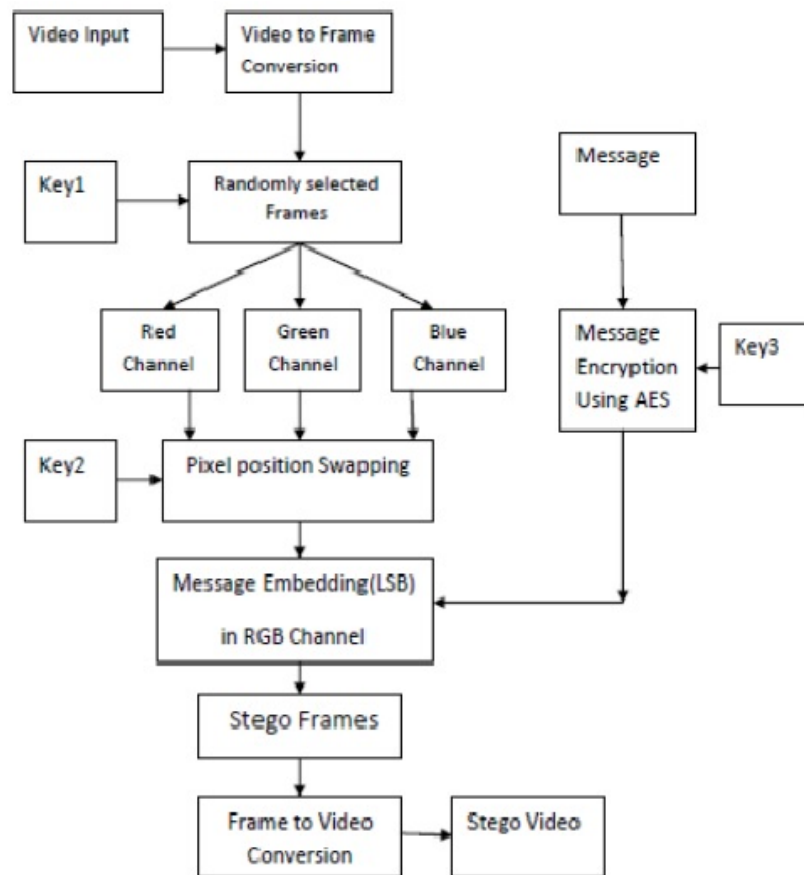 Video Input
Video to Frame
Conversion
Key1
Randomly selected
Frames
Message
Red
Channel
Green
Channel
Blue
Channel
Message
Encryption
Using AES
Key3
Key2
Pixel position Swapping
Message Embedding(LSB)
in RGB Channel
Stego Frames
Frame to Video
Conversion
Stego Video